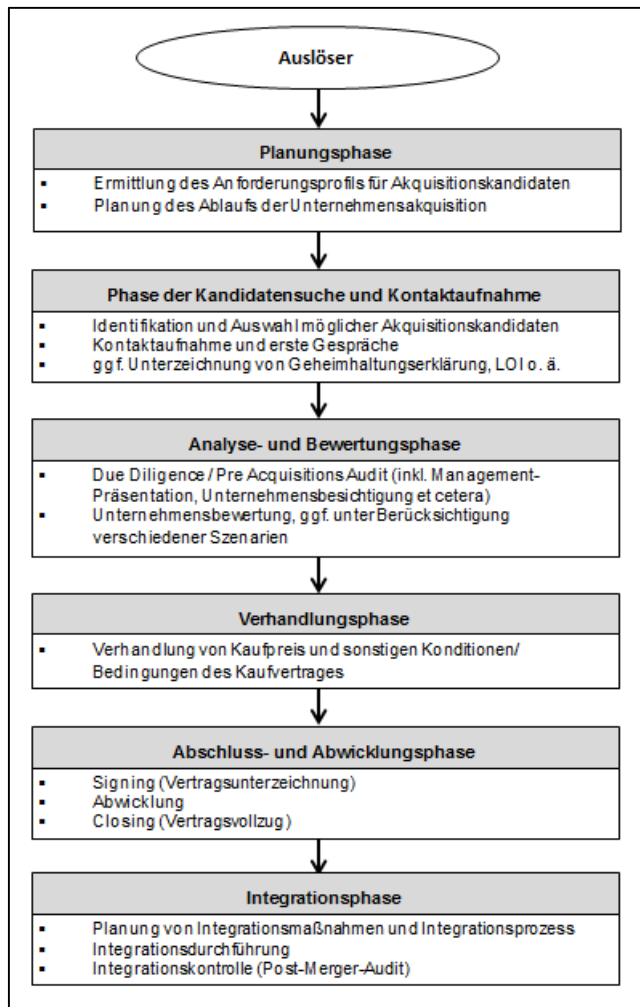 Auslöser
Planungsphase
▪ Ermittlung des Anforderungsprofils für Akquisitionskandidaten
▪ Planung des Ablaufs der Unternehmensakquisition
Phase der Kandidatensuche und Kontaktaufnahme
▪ Identifikation und Auswahl möglicher Akquisitionskandidaten
▪ Kontaktaufnahme und erste Gespräche
▪ ggf. Unterzeichnung von Geheimhaltungserklärung, LOI o. ä.
Analyse- und Bewertungsphase
▪ Due Diligence / Pre Acquisitions Audit (inkl. Management-
Präsentation, Unternehmensbesichtigung et cetera)
▪ Unternehmensbewertung, ggf. unter Berücksichtigung
verschiedener Szenarien
Verhandlungsphase
▪ Verhandlung von Kaufpreis und sonstigen Konditionen/
Bedingungen des Kaufvertrages
Abschluss- und Abwicklungsphase
▪ Signing (Vertragsunterzeichnung)
▪ Abwicklung
▪ Closing (Vertragsvollzug)
Integrationsphase
▪ Planung von Integrationsmaßnahmen und Integrationsprozess
▪ Integrationsdurchführung
▪ Integrationskontrolle (Post-Merger-Audit)